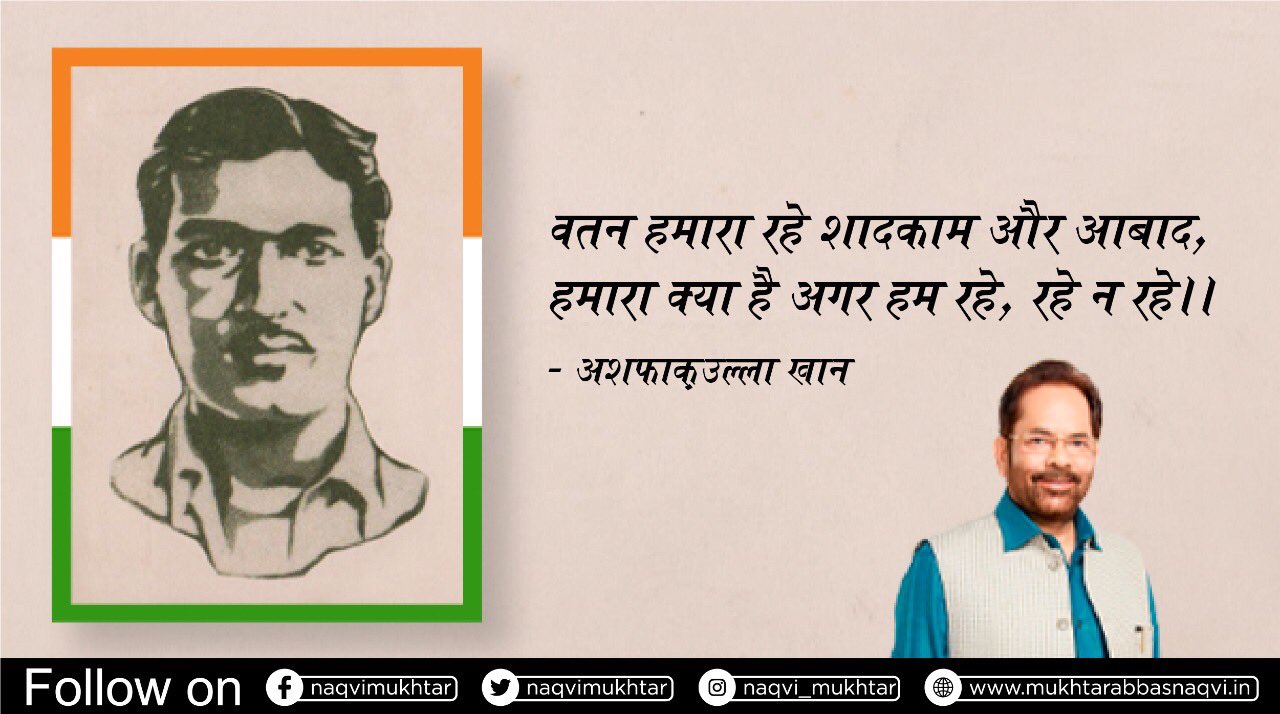 वतन हमारा रहे शादकाम और आबाद,
हमारा क्या है अगर हम रहे, रहे न रहे।।
- अशफाक़उल्ला खान
Follow on naqvimukhtar naqvimukhtar naqvi_mukhtar www.mukhtarabbasnaqvi.in